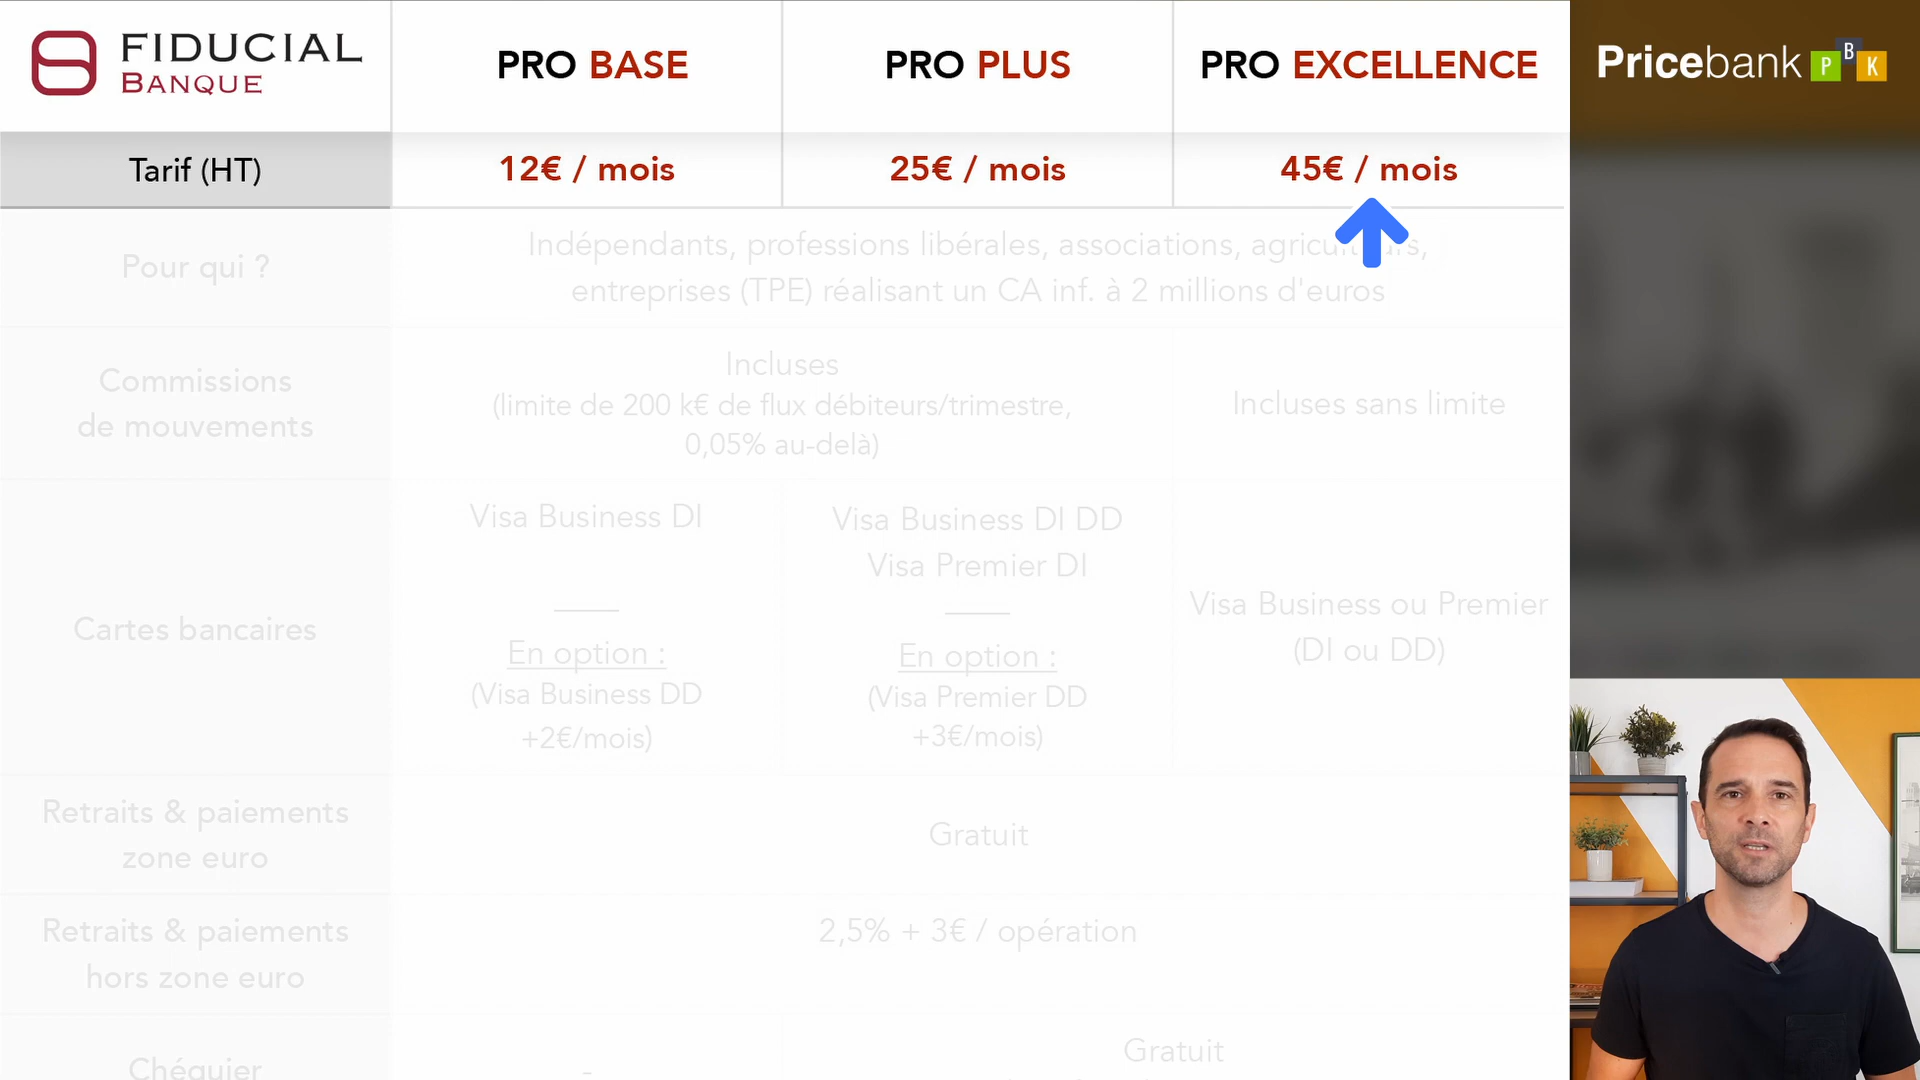 FIDUCIAL
BANQUE
PRO BASE
PRO PLUS
PRO EXCELLENCE
Pricebank PBK
Tarif (HT)
12€ / mois
25€ / mois
45€ / mois
Pour qui ?
Indépendants, professions libérales, associations,
entreprises (TPE) réalisant un CA inf. à 2 millions d'euros
Commissions
de mouvements
Incluses
(limite de 200 k€ de flux débiteurs/trimestre,
0,05% au-delà)
Incluses sans limite
Cartes bancaires
Visa Business DI
En option :
(Visa Business DD
+2€/mois)
Visa Business DI DD
Visa Premier DI
En option :
(Visa Premier DD
+3€/mois)
Visa Business ou Premier
(DI ou DD)
Retraits & paiements
zone euro
Gratuit
Retraits & paiements
hors zone euro
2,5% + 3€ / opération
Chéquier
-
Gratuit